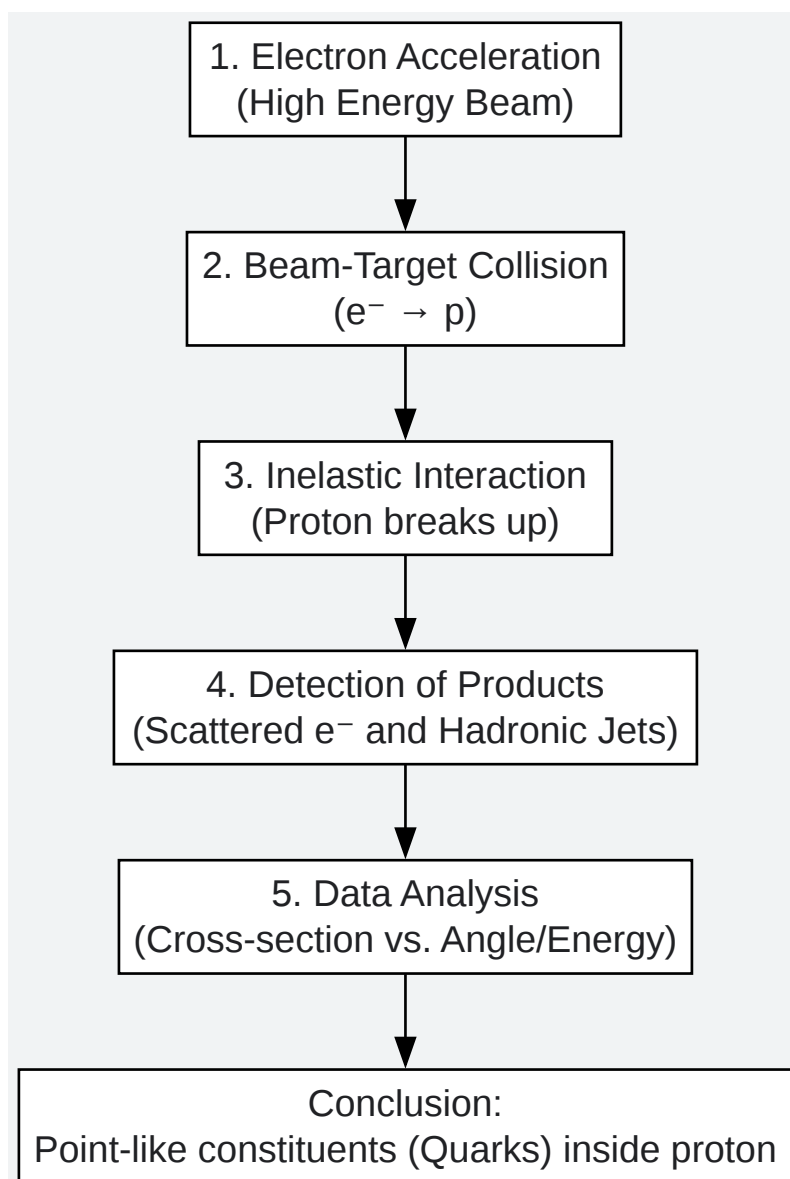 1. Electron Acceleration
(High Energy Beam)
2. Beam-Target Collision
(e⁻ → p)
3. Inelastic Interaction
(Proton breaks up)
4. Detection of Products
(Scattered e⁻ and Hadronic Jets)
5. Data Analysis
(Cross-section vs. Angle/Energy)
Conclusion:
Point-like constituents (Quarks) inside proton